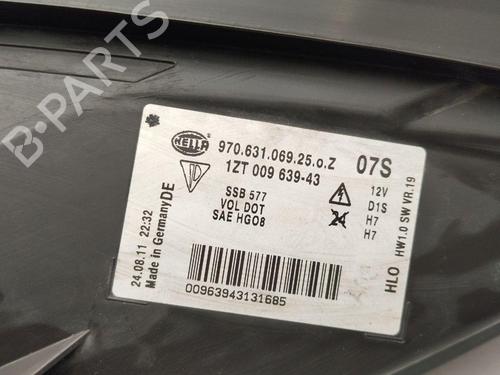 B-PARTS
HELLA
970.631.069.25.o.Z 07S
1ZT 009 639-43
SSB 577
VOL DOT
SAE HG08
12V
D1S
H7
H7
HLO HW1.0 SW VR.19
24.08.11 22:32
Made in Germany DE
00963943131685